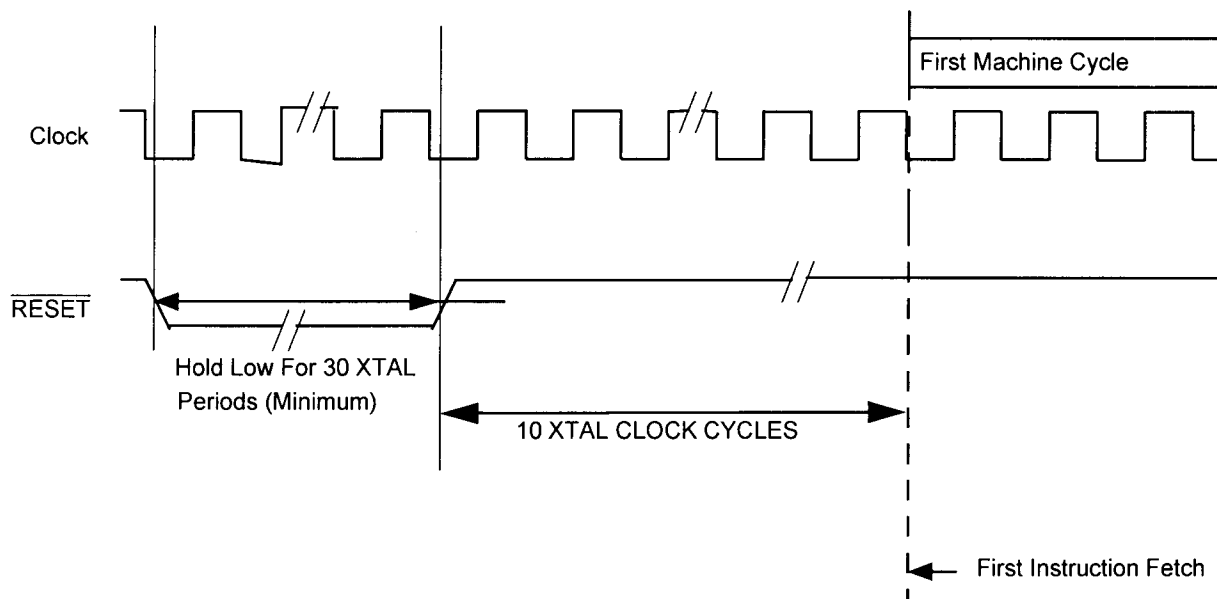 First Machine Cycle
Clock
RESET
Hold Low For 30 XTAL
Periods (Minimum)
10 XTAL CLOCK CYCLES
First Instruction Fetch